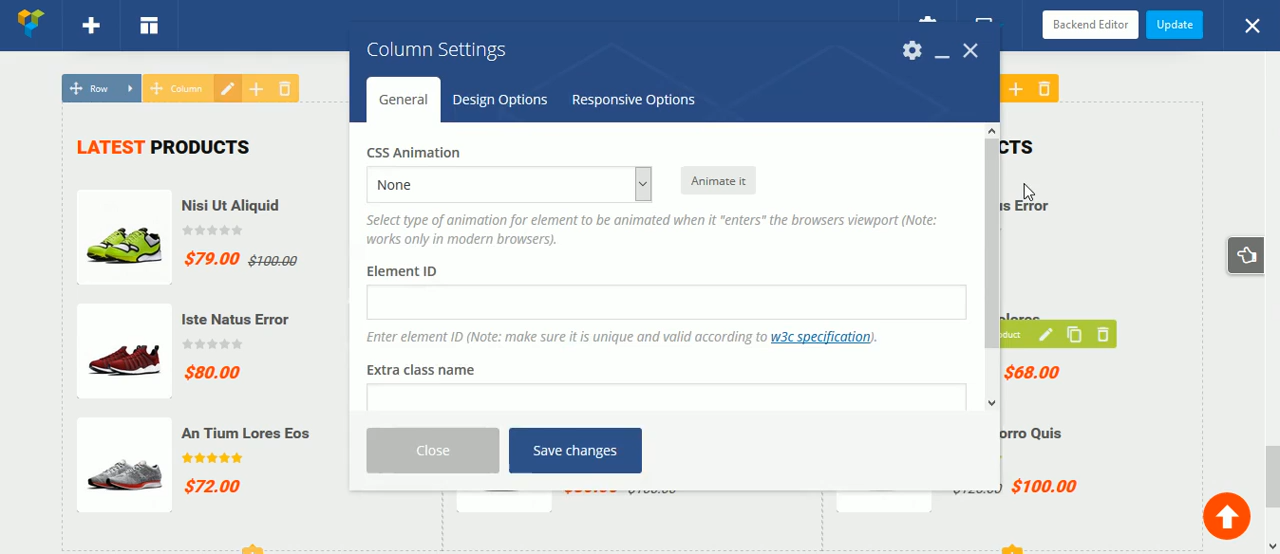 Backend Editor
Update
Column Settings
General
Design Options
Responsive Options
Row
Column
LATEST PRODUCTS
Nisi Ut Aliquid
$79.00 $100.00
Iste Natus Error
$80.00
An Tium Lores Eos
$72.00
CSS Animation
None
Animate it
Select type of animation for element to be animated when it "enters" the browsers viewport (Note:
works only in modern browsers).
Element ID
Enter element ID (Note: make sure it is unique and valid according to w3c specification).
Extra class name
Close
Save changes
CTS
us Error
oduct
$68.00
orro Quis
$100.00